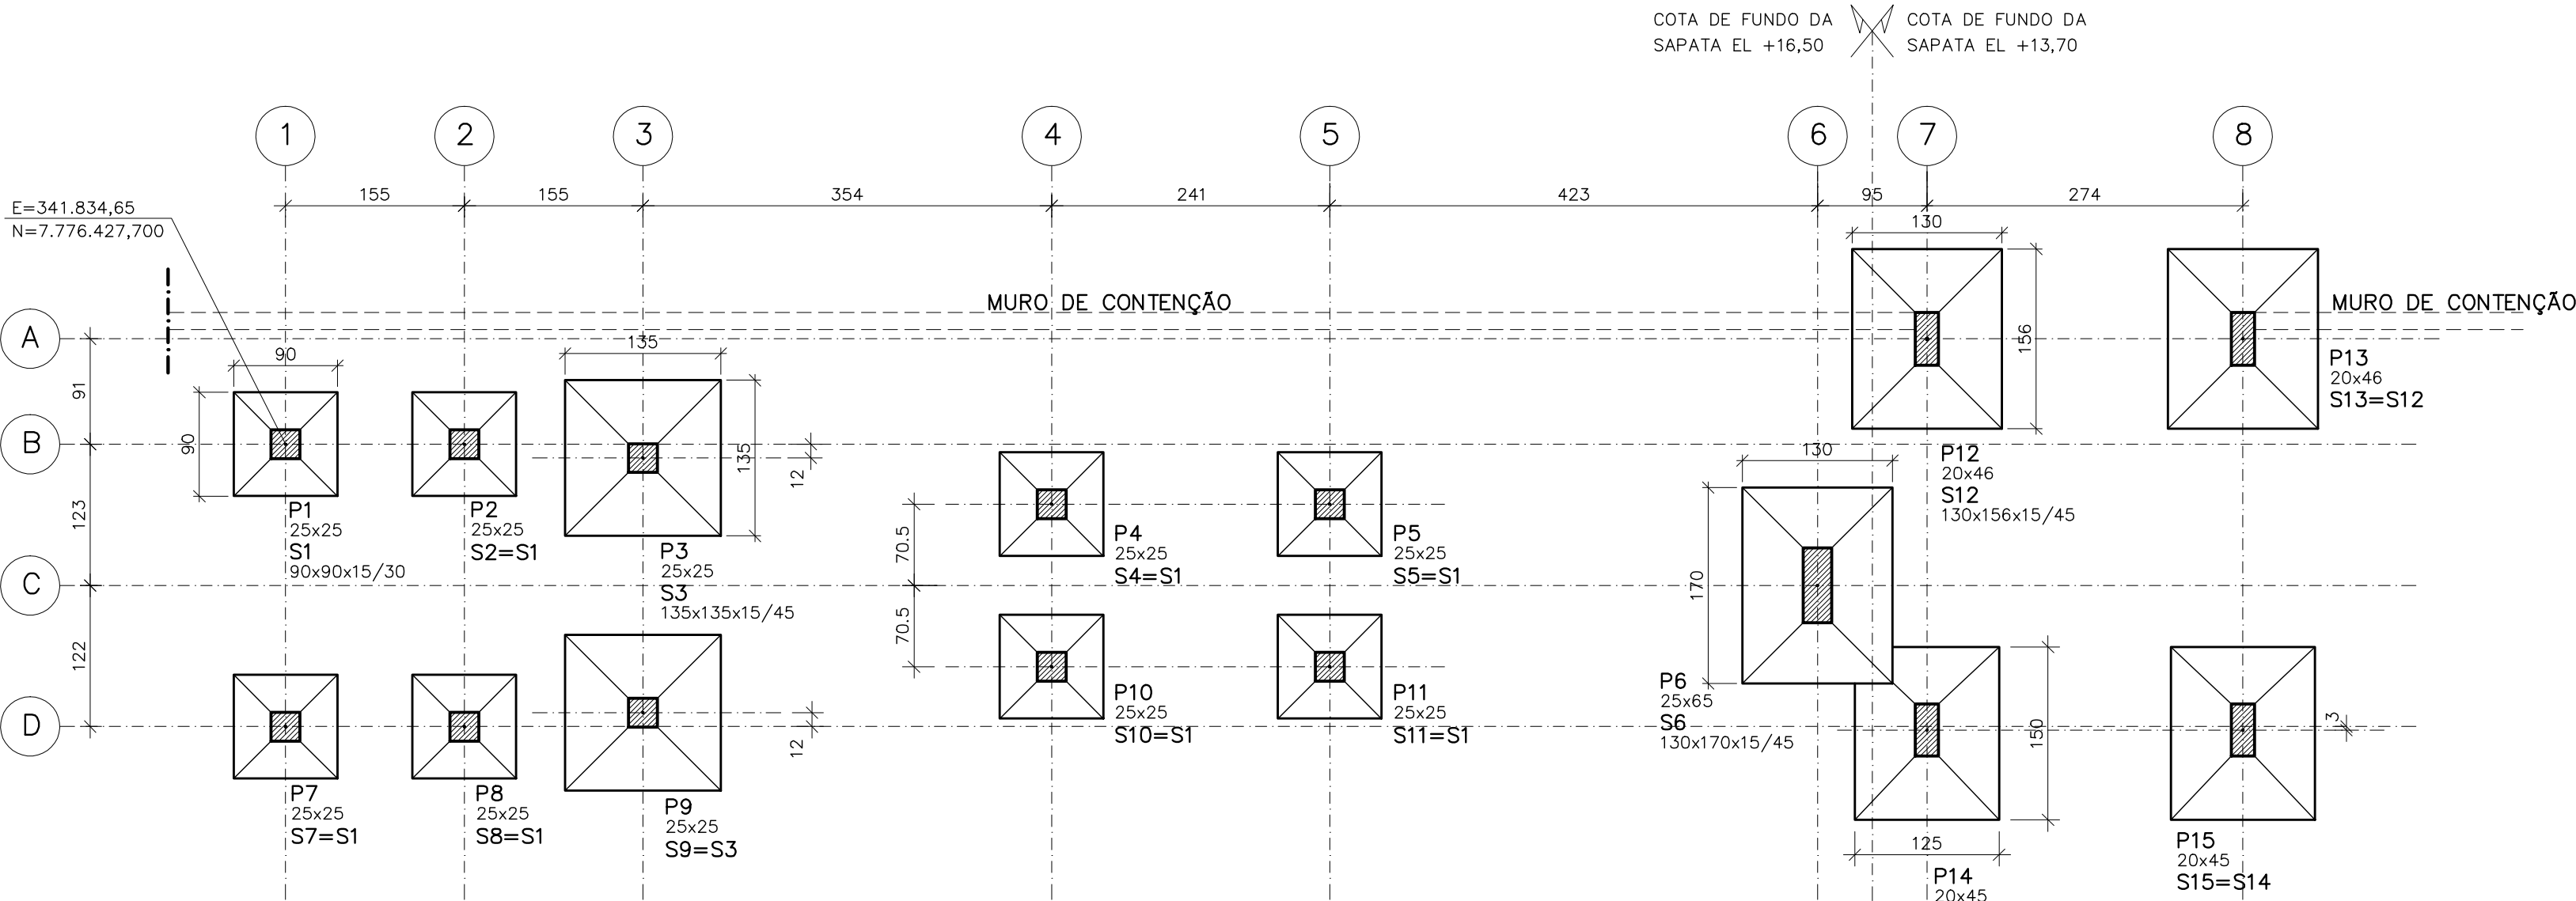 COTA DE FUNDO DA
SAPATA EL +16,50
COTA DE FUNDO DA
SAPATA EL +13,70
1
2
3
4
5
6
7
8
155
155
354
241
423
95
274
E=341.834,65
N=7.776.427,700
130
MURO DE CONTENÇÃO
MURO DE CONTENÇÃO
A
B
C
D
91
123
122
90
90
135
135
12
156
P13
20x46
S13=S12
P12
20x46
S12
130x156x15/45
P1
25x25
S1
90x90x15/30
P2
25x25
S2=S1
P3
25x25
S3
135x135x15/45
70.5
70.5
P4
25x25
S4=S1
P5
25x25
S5=S1
130
170
P6
25x65
S6
130x170x15/45
P10
25x25
S10=S1
P11
25x25
S11=S1
12
150
3
P7
25x25
S7=S1
P8
25x25
S8=S1
P9
25x25
S9=S3
125
P14
20x45
P15
20x45
S15=S14